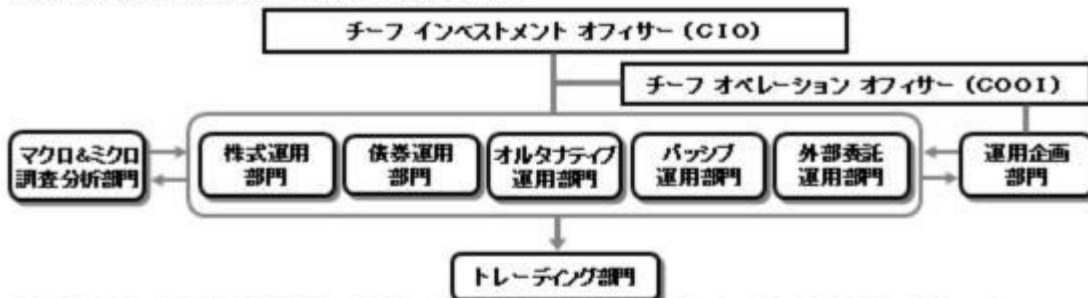 チーフ インベストメント オフィサー (CIO)
チーフ オペレーション オフィサー (COOI)
マクロ&ミクロ
調査分析部門
株式運用
部門
債券運用
部門
オルタナティブ
運用部門
パッシブ
運用部門
外部委託
運用部門
運用企画
部門
トレーディング部門